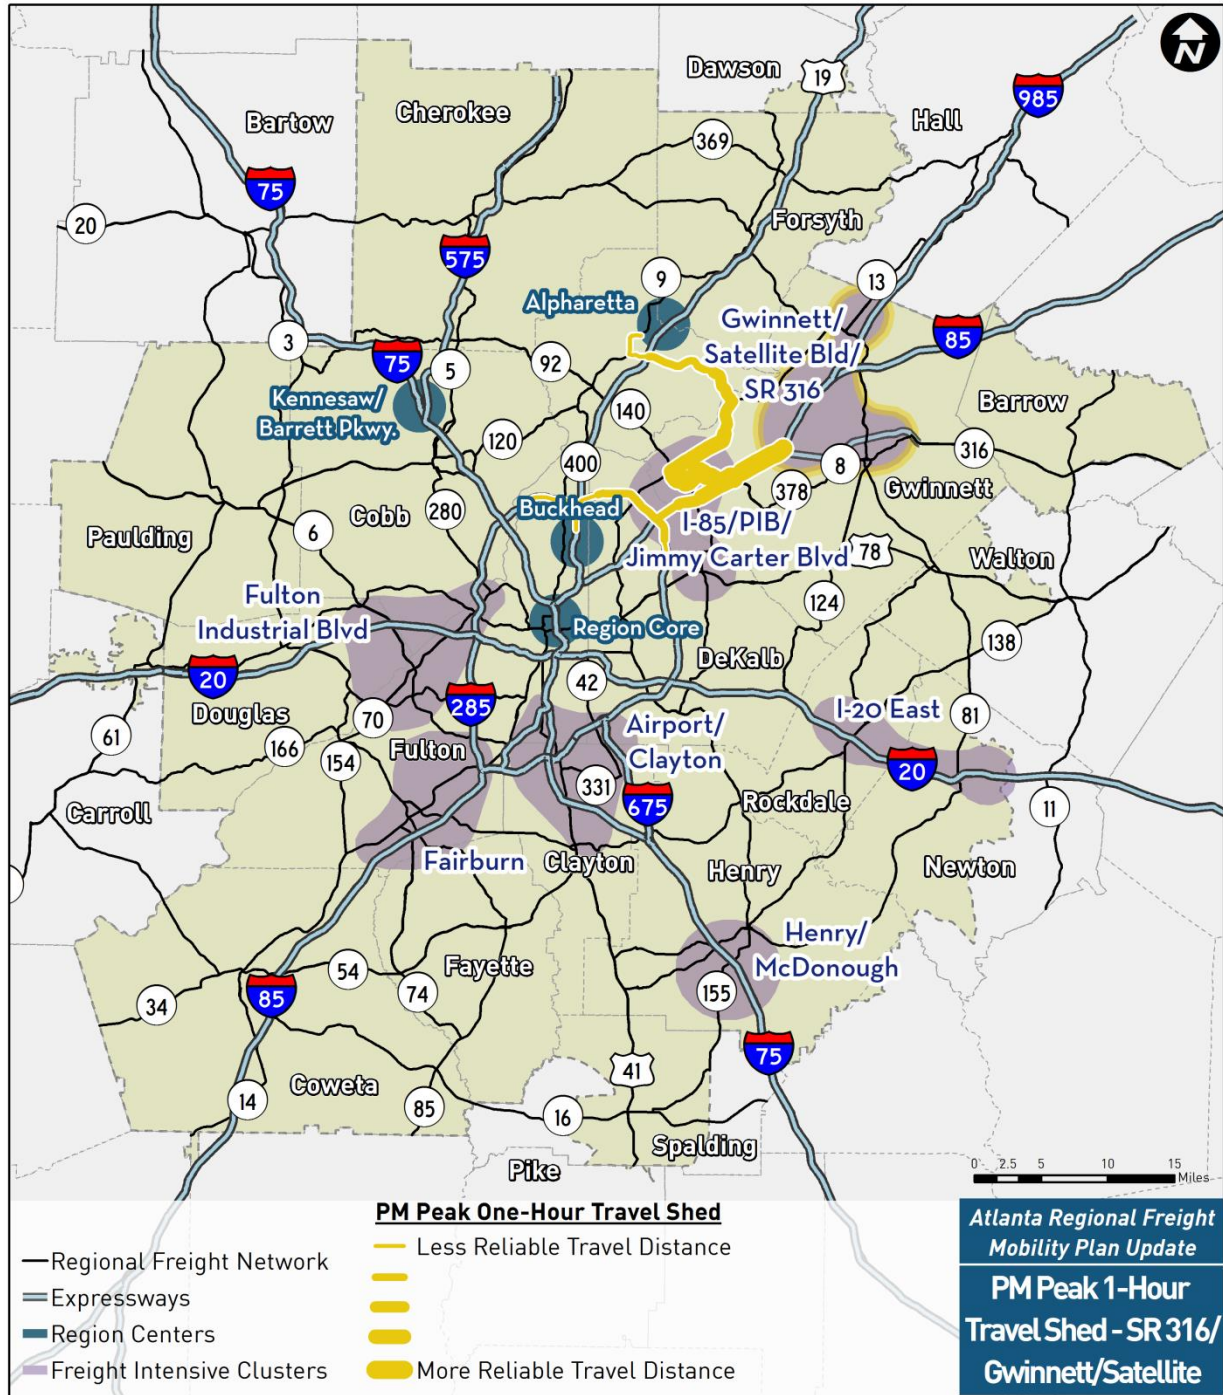 N
Dawson
19
985
Hall
Bartow
Cherokee
369
75
20
Forsyth
575
9
13
Alpharetta
Gwinnett/
Satellite Bld/
SR 316
85
3
75
5
92
Kennesaw/
Barrett Pkwy.
140
Barrow
120
400
316
8
378
Gwinnett
280
Cobb
Buckhead
6
Paulding
I-85/PIB/
Jimmy Carter Blvd
78
Walton
Fulton
Industrial Blvd
124
Region Core
138
DeKalb
20
42
285
Douglas
70
I-20 East
81
61
166
154
Fulton
Airport/
Clayton
20
331
675
Rockdale
11
Carroll
Fairburn
Clayton
Henry
Newton
Henry/
McDonough
54
Fayette
74
155
34
85
75
41
Coweta
14
85
16
Spalding
Pike
0 2.5 5 10 15
Miles
PM Peak One-Hour Travel Shed
Regional Freight Network
Expressways
Region Centers
Freight Intensive Clusters
Less Reliable Travel Distance
More Reliable Travel Distance
Atlanta Regional Freight
Mobility Plan Update
PM Peak 1-Hour
Travel Shed - SR 316/
Gwinnett/Satellite